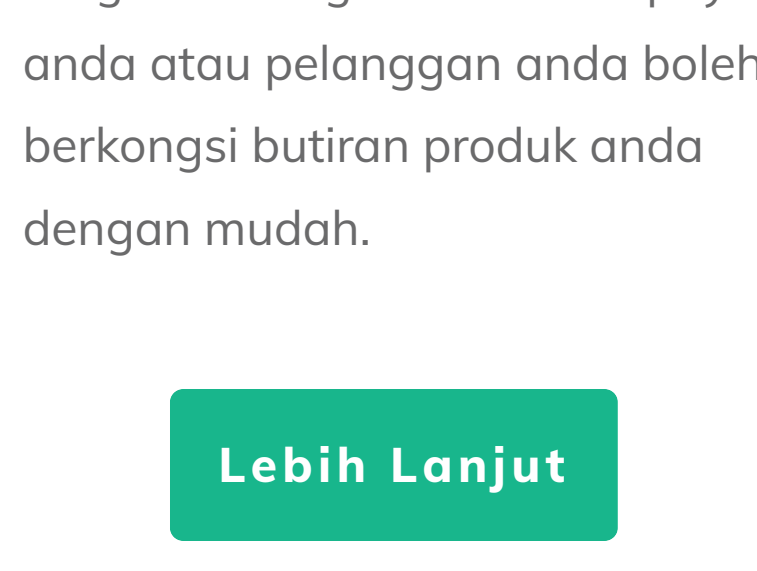 anda atau pelanggan anda boleh
berkongsi butiran produk anda
dengan mudah.
Lebih Lanjut